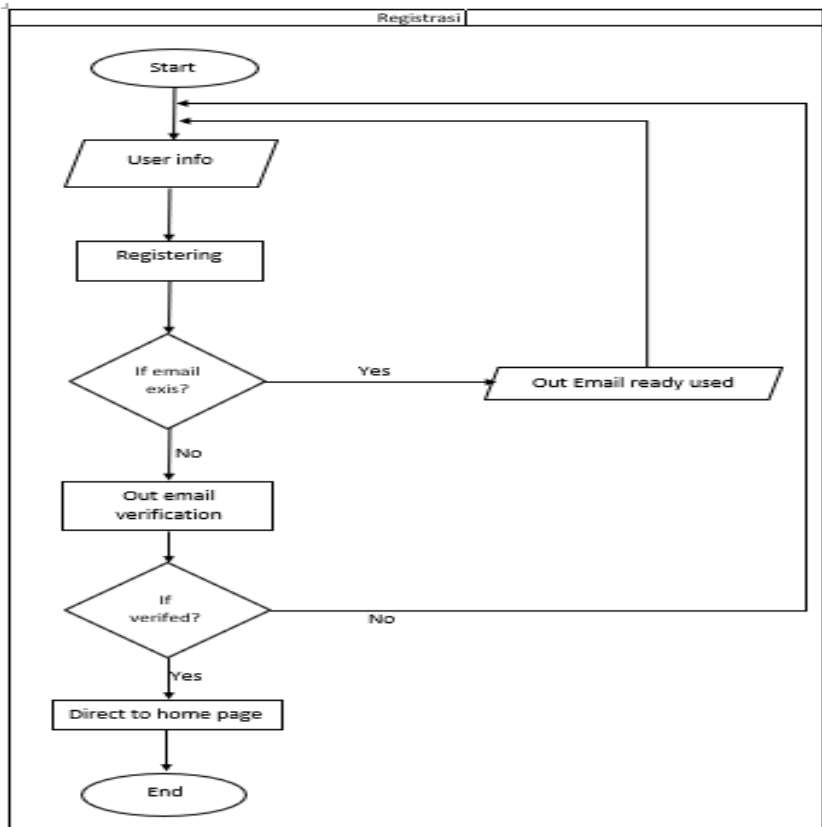 Registrasi
Start
User info
Registering
If email
exis?
Yes
Out Email ready used
No
Out email
verification
If
verifed?
No
Yes
Direct to home page
End